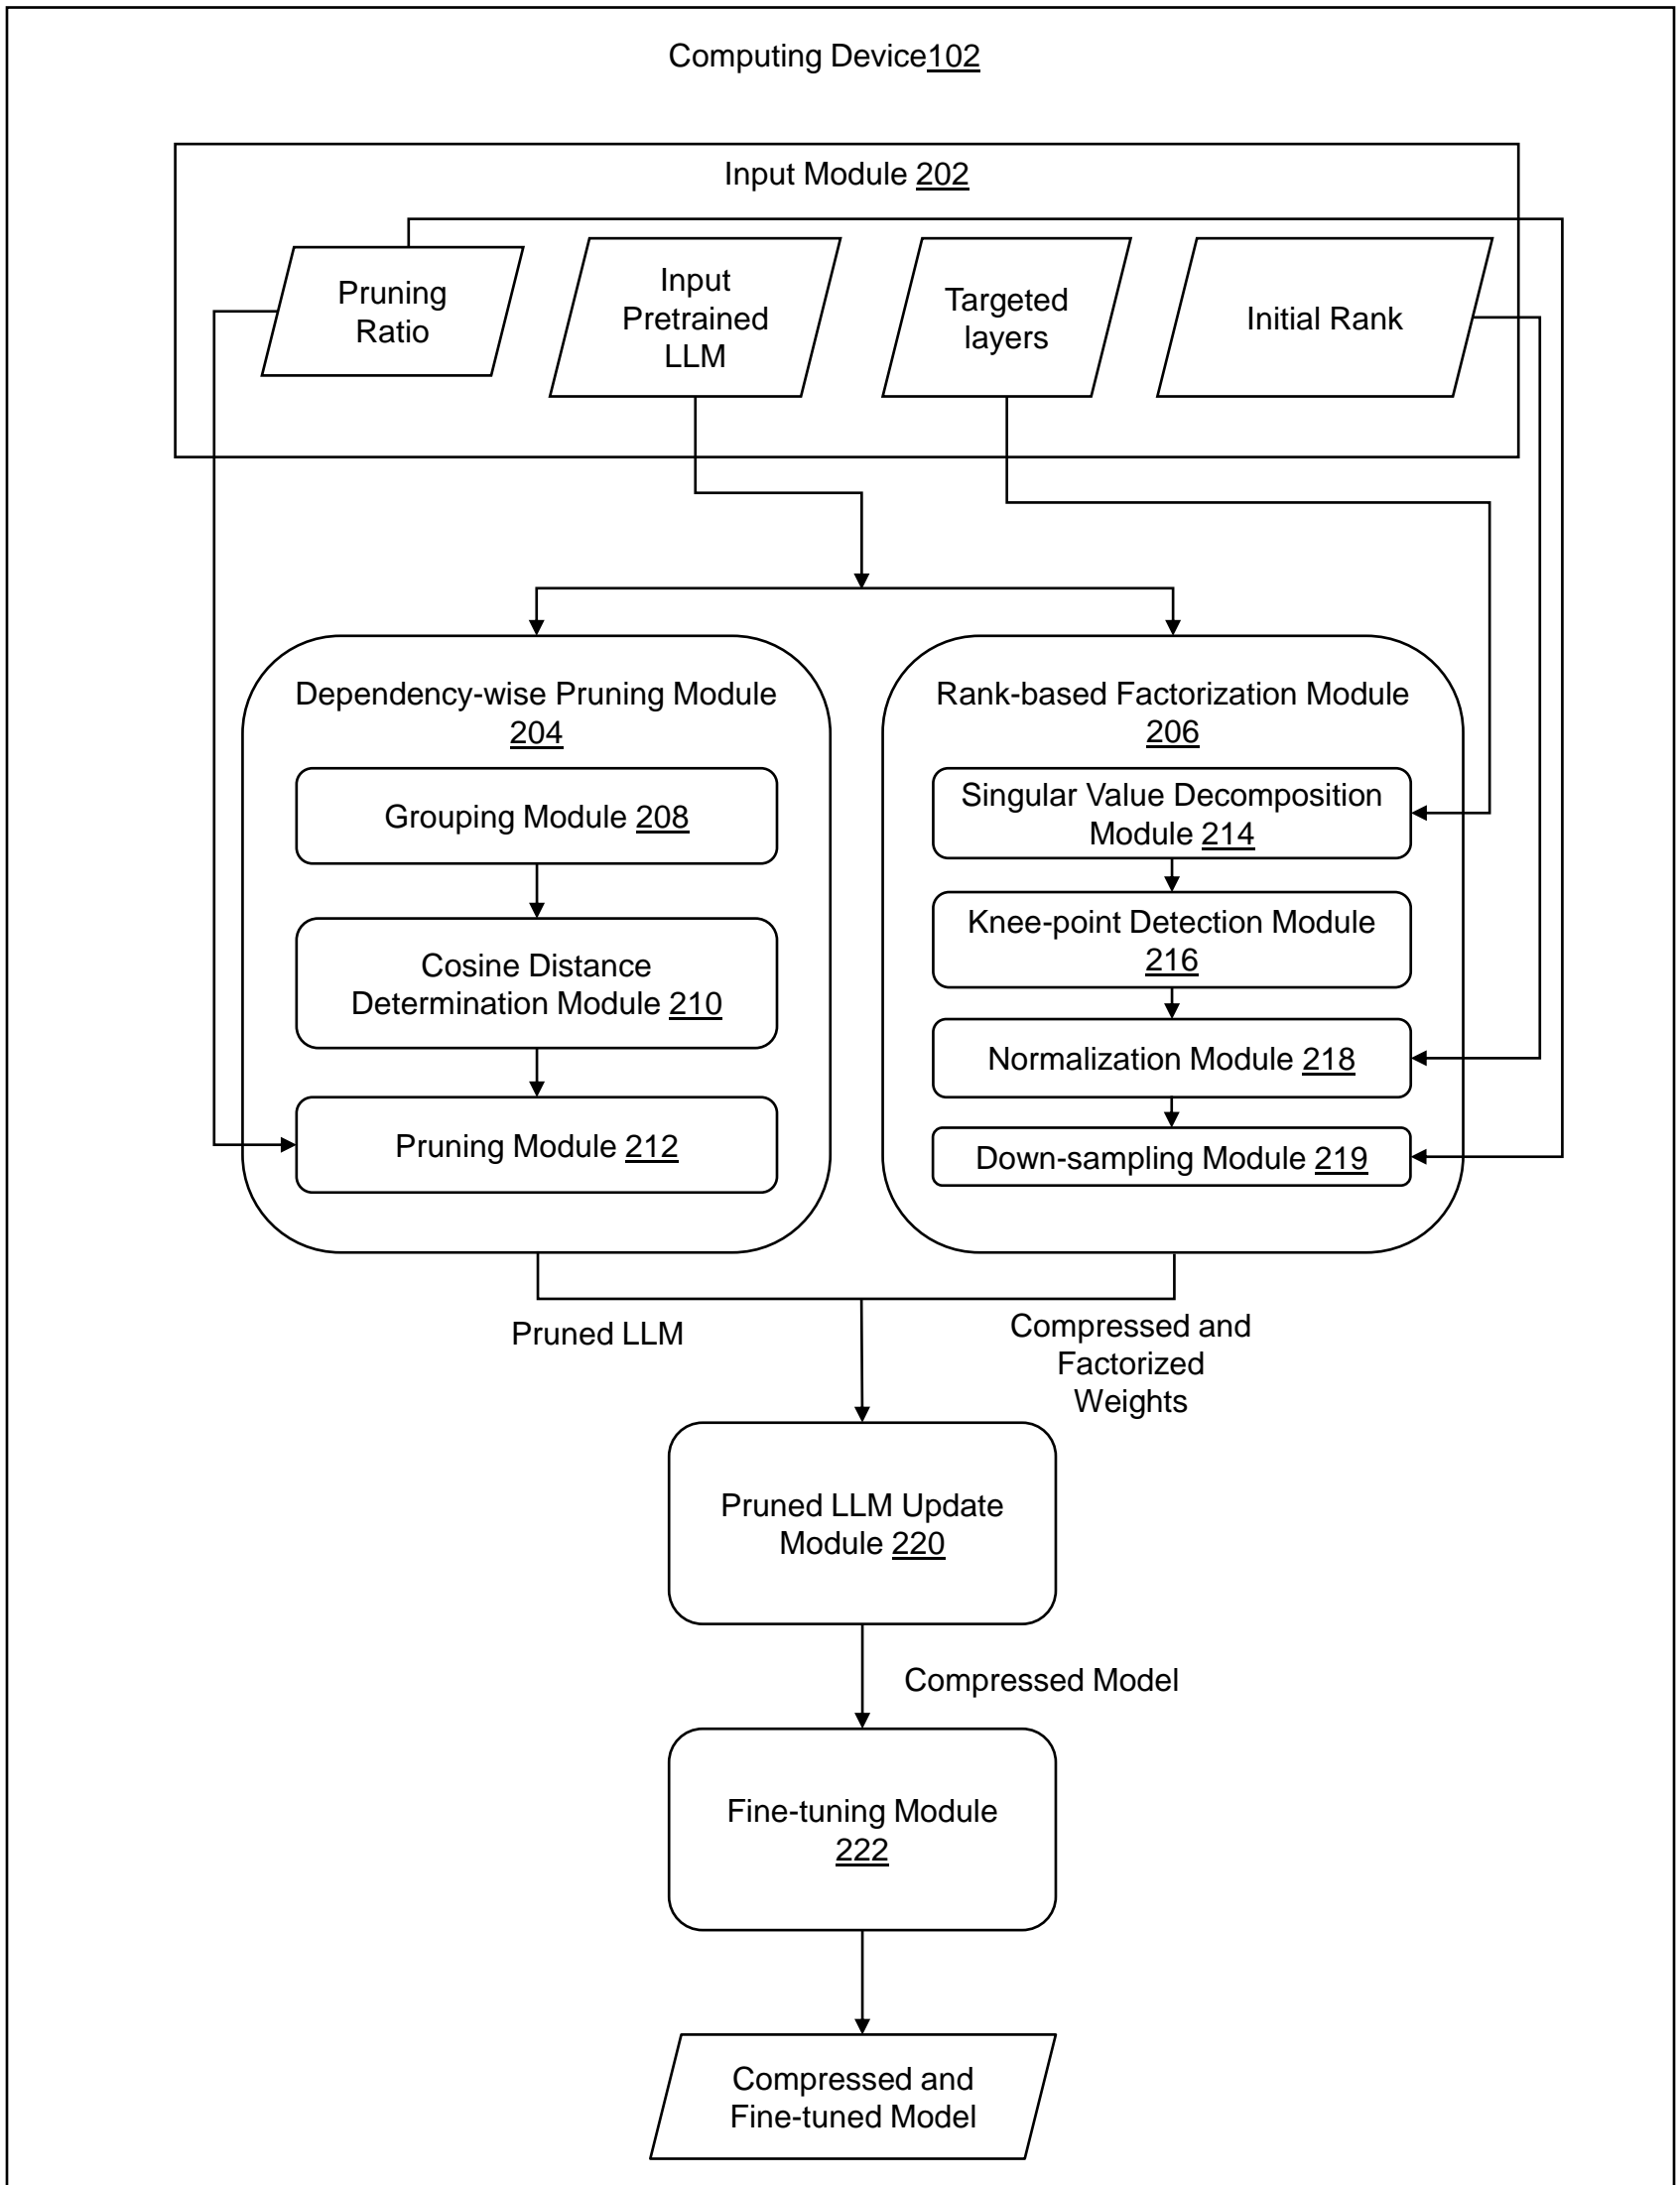 Computing Device102
Input Module 202
Pruning
Ratio
Input
Pretrained
LLM
Targeted
layers
Initial Rank
Dependency-wise Pruning Module
204
Grouping Module 208
Cosine Distance
Determination Module 210
Pruning Module 212
Rank-based Factorization Module
206
Singular Value Decomposition
Module 214
Knee-point Detection Module
216
Normalization Module 218
Down-sampling Module 219
Pruned LLM
Compressed and
Factorized
Weights
Pruned LLM Update
Module 220
Compressed Model
Fine-tuning Module
222
Compressed and
Fine-tuned Model